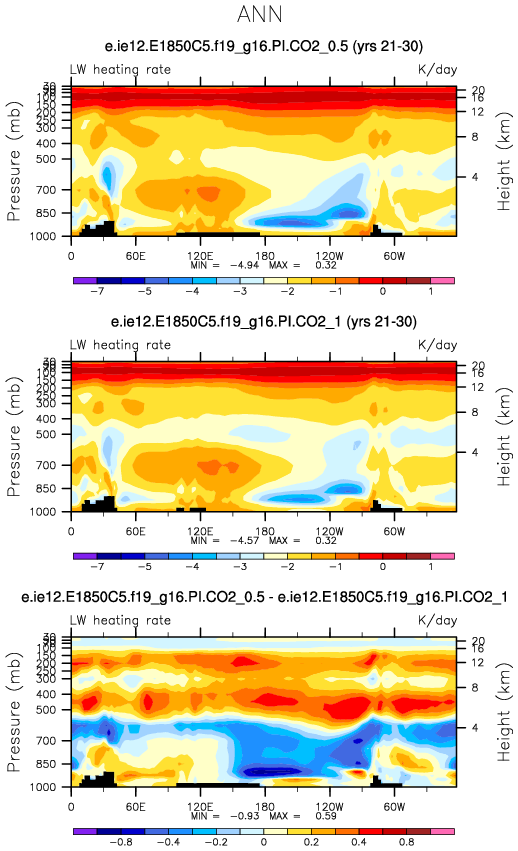 ANN
e.ie12.E1850C5.f19_g16.PI.CO2_0.5 (yrs 21-30)
LW heating rate K/day
Pressure (mb)
30
50
70
100
150
200
250
300
400
500
700
850
1000
20
16
12
8
4
Height (km)
0 60E 120E 180 120W 60W
MIN = -4.94 MAX = 0.32
-7 -5 -4 -3 -2 -1 0 1
e.ie12.E1850C5.f19_g16.PI.CO2_1 (yrs 21-30)
LW heating rate K/day
Pressure (mb)
30
50
70
100
150
200
250
300
400
500
700
850
1000
20
16
12
8
4
Height (km)
0 60E 120E 180 120W 60W
MIN = -4.57 MAX = 0.32
-7 -5 -4 -3 -2 -1 0 1
e.ie12.E1850C5.f19_g16.PI.CO2_0.5 - e.ie12.E1850C5.f19_g16.PI.CO2_1
LW heating rate K/day
Pressure (mb)
30
50
70
100
150
200
250
300
400
500
700
850
1000
20
16
12
8
4
Height (km)
0 60E 120E 180 120W 60W
MIN = -0.93 MAX = 0.59
-0.8 -0.4 -0.2 0 0.2 0.4 0.8